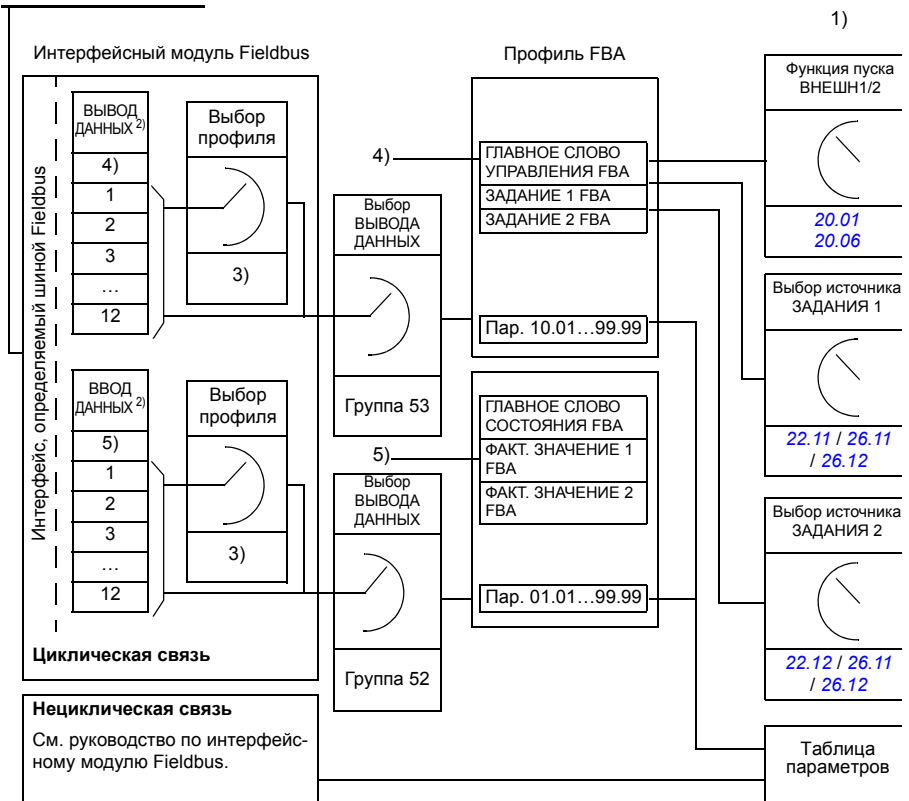 1)
Интерфейсный модуль Fieldbus
Профиль FBA
Интерфейс, определяемый шиной Fieldbus
ВЫВОД
ДАННЫХ 2)
4)
1
2
3
…
12
Выбор
профиля
3)
ВВОД
ДАННЫХ 2)
5)
1
2
3
…
12
Выбор
профиля
3)
Циклическая связь
4)
Выбор
ВЫВОДА
ДАННЫХ
Группа 53
5)
Выбор
ВЫВОДА
ДАННЫХ
Группа 52
ГЛАВНОЕ СЛОВО
УПРАВЛЕНИЯ FBA
ЗАДАНИЕ 1 FBA
ЗАДАНИЕ 2 FBA
Пар. 10.01…99.99
ГЛАВНОЕ СЛОВО
СОСТОЯНИЯ FBA
ФАКТ. ЗНАЧЕНИЕ 1
FBA
ФАКТ. ЗНАЧЕНИЕ 2
FBA
Пар. 01.01…99.99
Функция пуска
ВНЕШН1/2
20.01
20.06
Выбор источника
ЗАДАНИЯ 1
22.11 / 26.11
/ 26.12
Выбор источника
ЗАДАНИЯ 2
22.12 / 26.11
/ 26.12
Нециклическая связь
См. руководство по интерфейс-
ному модулю Fieldbus.
Таблица
параметров